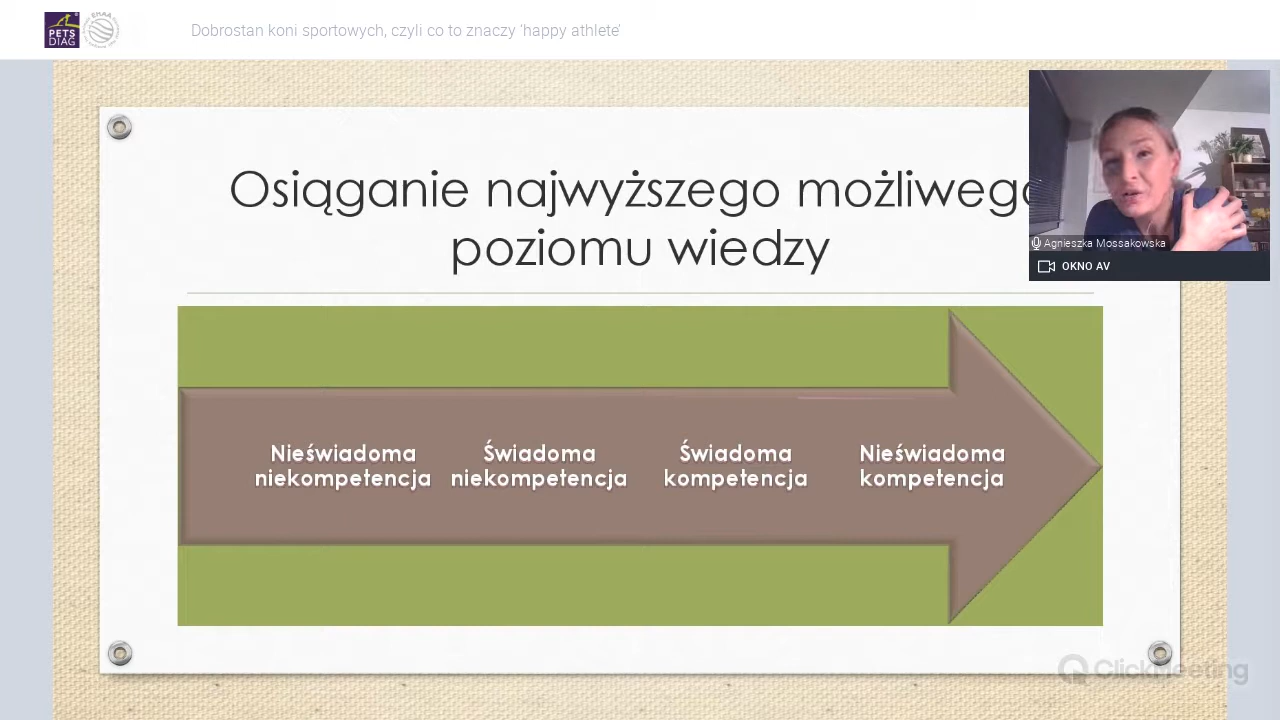 PETS
DIAG
Dobrostan koni sportowych, czyli co to znaczy 'happy athlete'
Osiąganie najwyższego możliwego
poziomu wiedzy
Agnieszka Mossakowska
OKNO AV
Nieświadoma
niekompetencja
Świadoma
niekompetencja
Świadoma
kompetencja
Nieświadoma
kompetencja
ClickMeeting